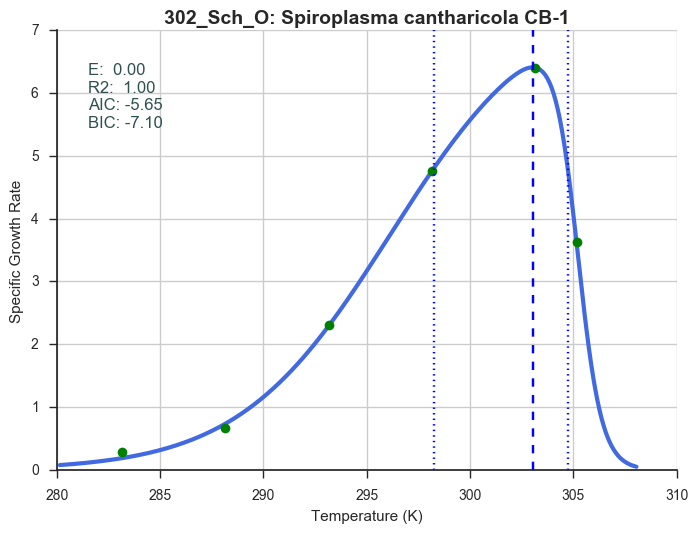 302_Sch_O: Spiroplasma cantharicola CB-1
E:  0.00
R2:  1.00
AIC: -5.65
BIC: -7.10
Specific Growth Rate
7
6
5
4
3
2
1
0
280 285 290 295 300 305 310
Temperature (K)